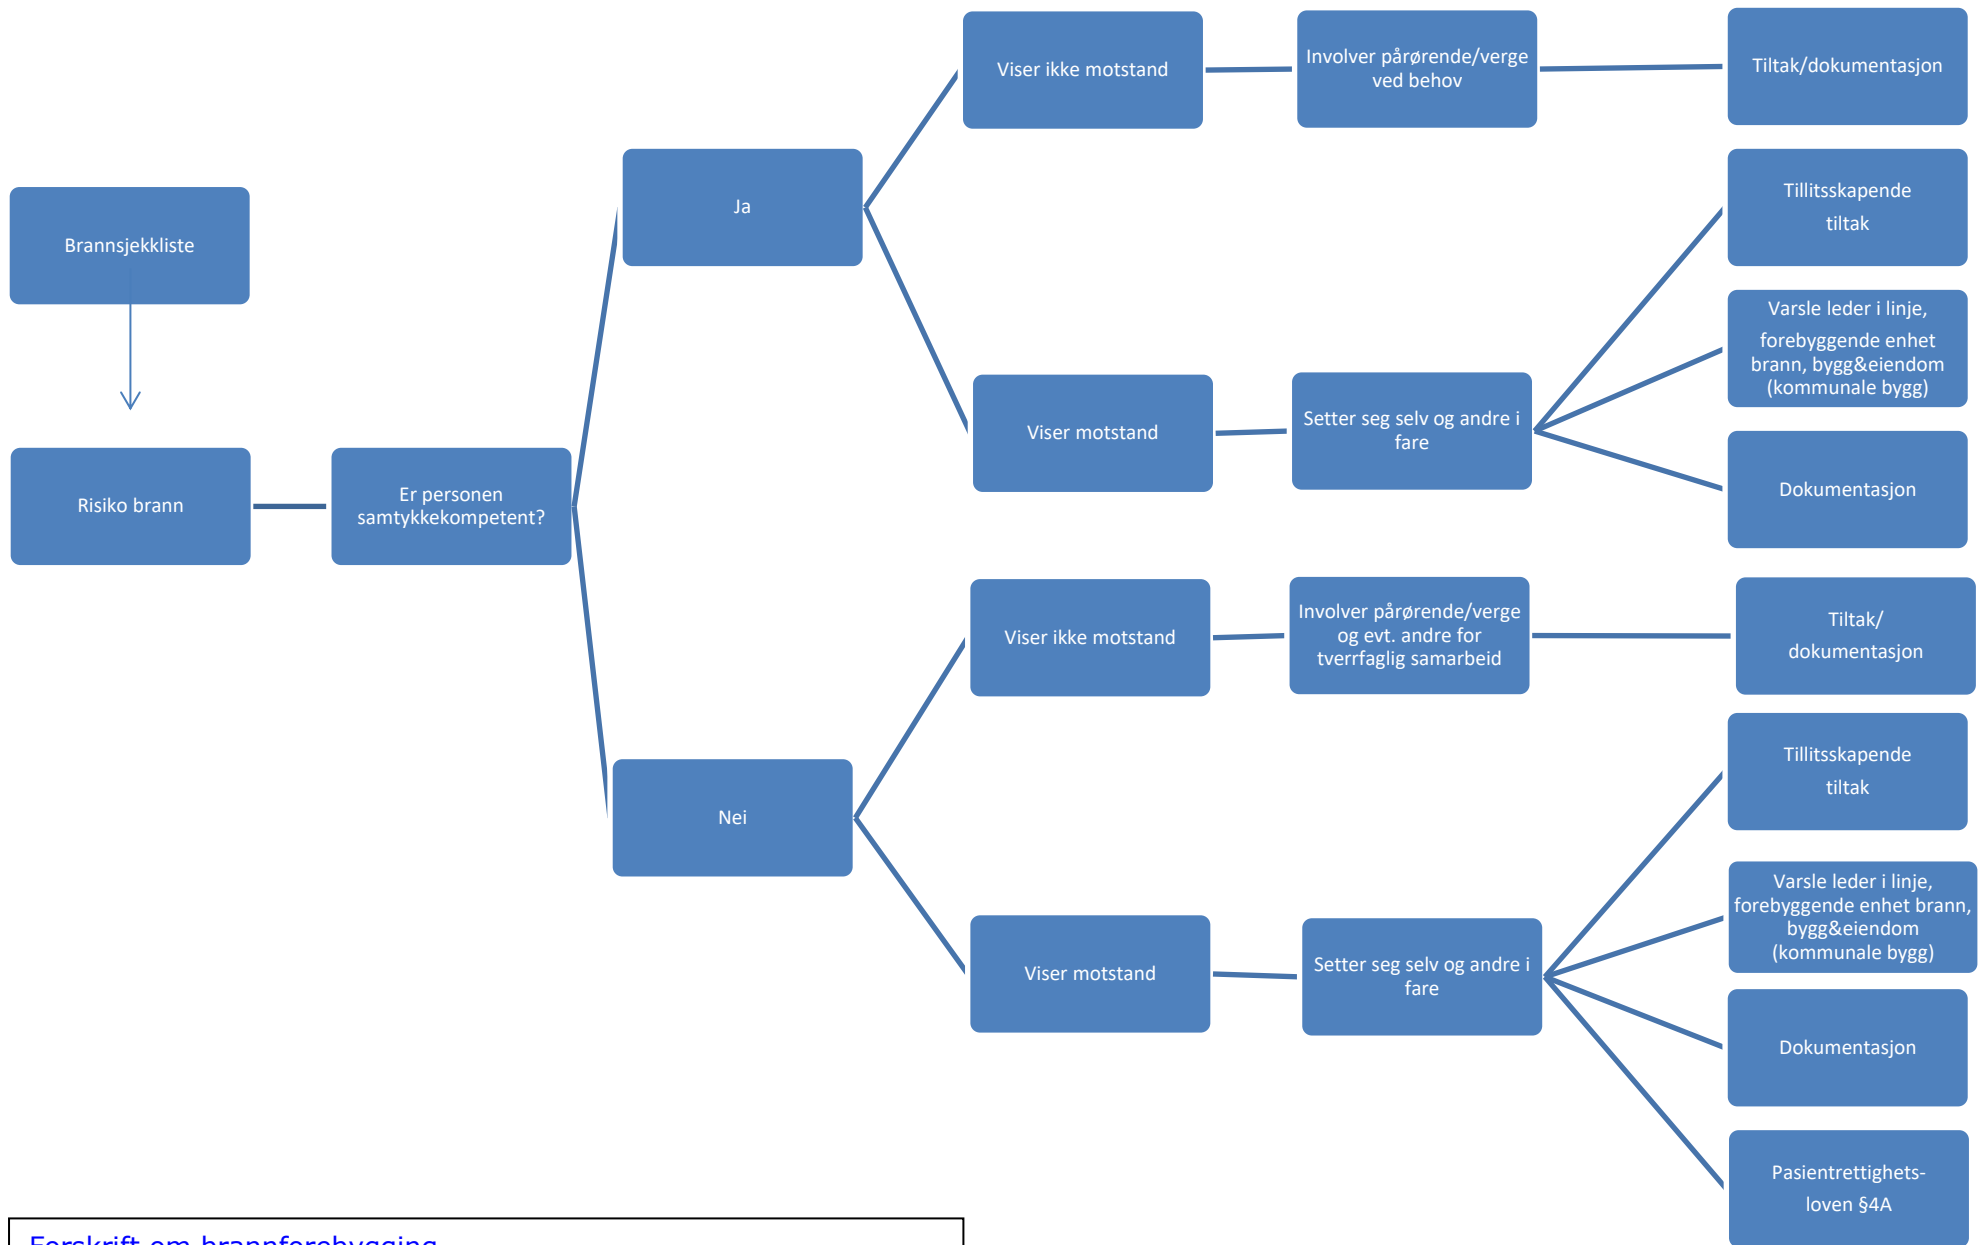 Brannsjekkliste
Risiko brann
Er personen
samtykkekompetent?
Ja
Viser ikke motstand
Involver pårørende/verge
ved behov
Tiltak/dokumentasjon
Viser motstand
Setter seg selv og andre i
fare
Tillitsskapende
tiltak
Varsle leder i linje,
forebyggende enhet
brann, bygg&eiendom
(kommunale bygg)
Dokumentasjon
Nei
Viser ikke motstand
Involver pårørende/verge
og evt. andre for
tverrfaglig samarbeid
Tiltak/
dokumentasjon
Viser motstand
Setter seg selv og andre i
fare
Tillitsskapende
tiltak
Varsle leder i linje,
forebyggende enhet brann,
bygg&eiendom
(kommunale bygg)
Dokumentasjon
Pasientrettighets-
loven §4A
Forskrift om brannforebygging